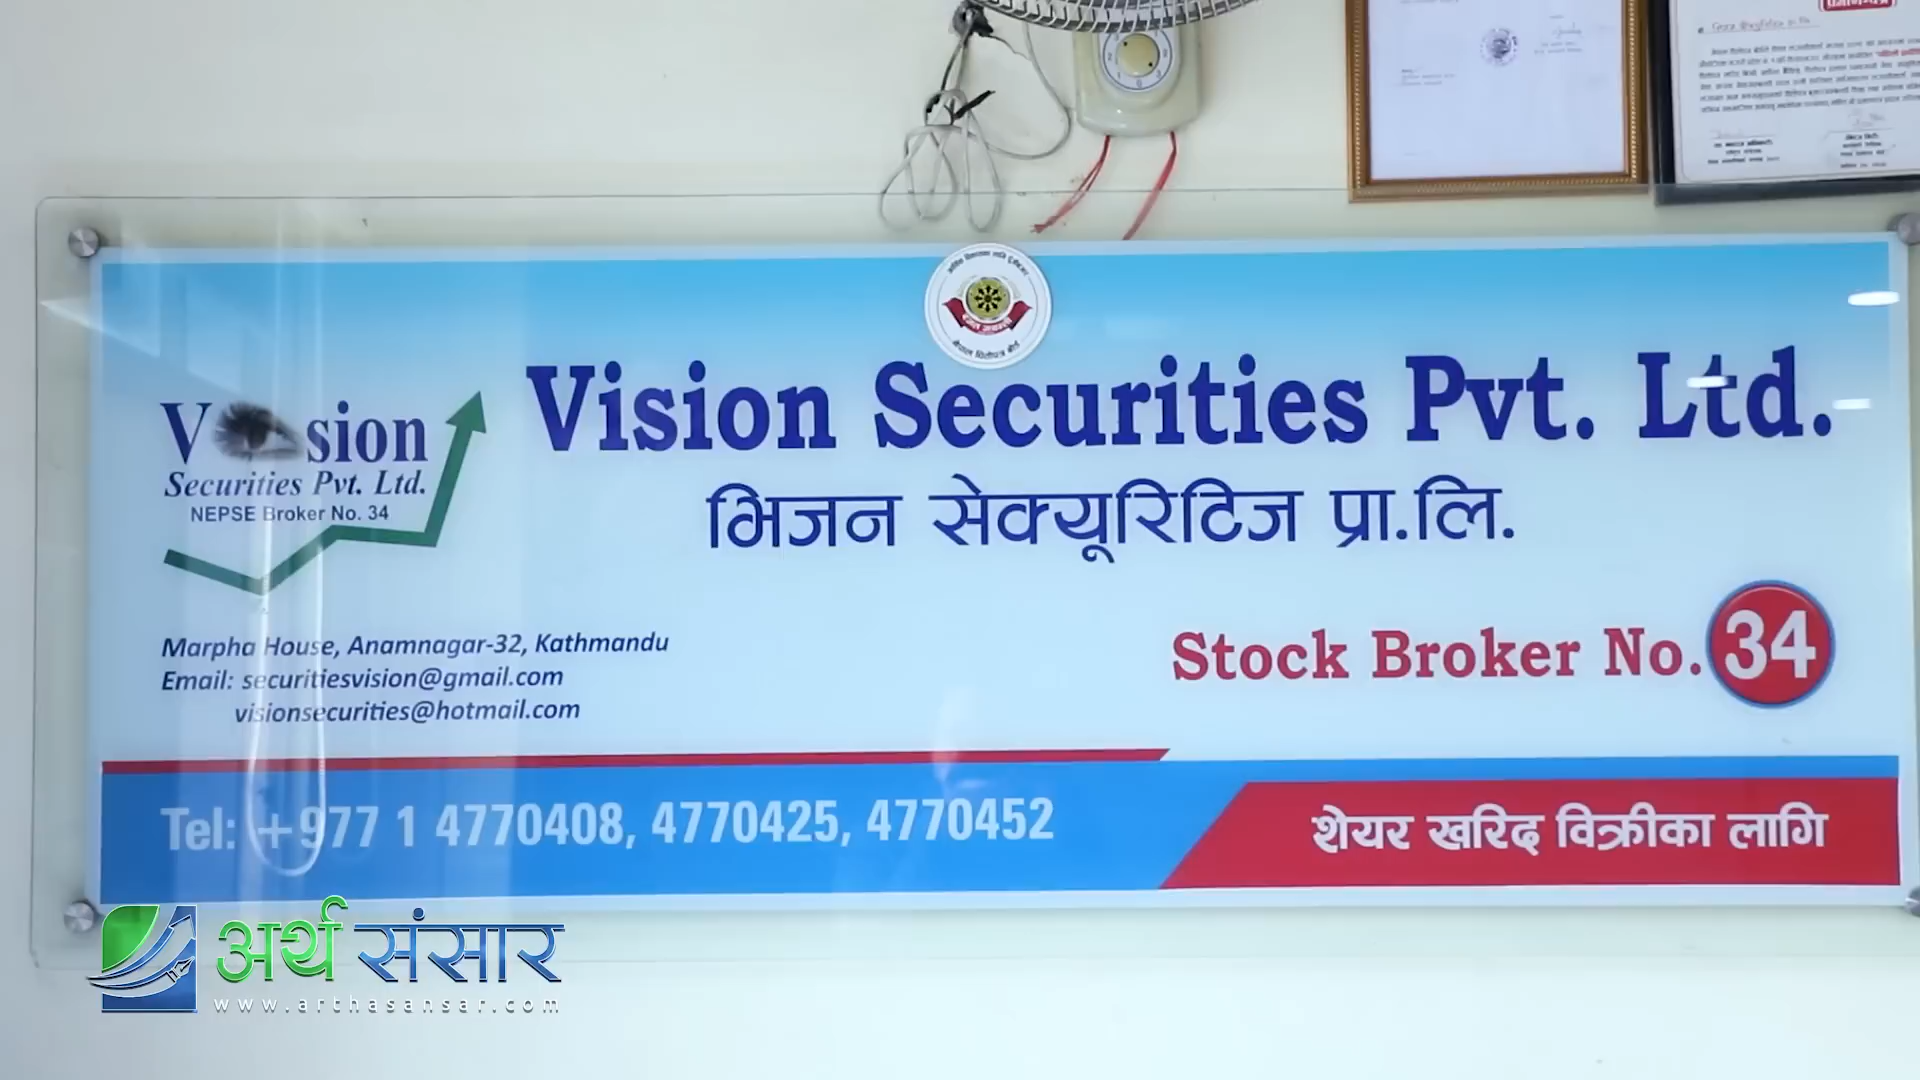 Vision Securities Pvt. Ltd.
भिजन सेक्यूरिटिज प्रा.लि.
V sion
Securities Pvt. Ltd.
NEPSE Broker No. 34
Marpha House, Anamnagar-32, Kathmandu
Email: securitiesvision@gmail.com
visionsecurities@hotmail.com
Stock Broker No. 34
Tel: +977 1 4770408, 4770425, 4770452
शेयर खरिद विक्रीका लागि
अर्थ संसार
www.arthasansar.com